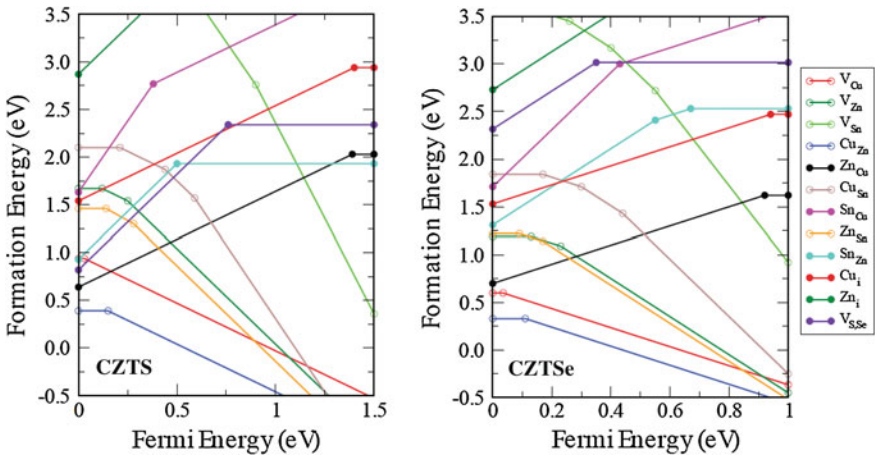 3.5
3.0
2.5
2.0
1.5
1.0
0.5
0.0
-0.5
Formation Energy (eV)
CZTS
0
0.5
1
1.5
Fermi Energy (eV)
3.5
3.0
2.5
2.0
1.5
1.0
0.5
0.0
-0.5
Formation Energy (eV)
CZTSe
0
0.2
0.4
0.6
0.8
1
Fermi Energy (eV)
V_Cu
V_Zn
V_Sn
Cu_Zn
Zn_Cu
Cu_Sn
Sn_Cu
Zn_Sn
Sn_Zn
Cu_i
Zn_i
V_S,Se